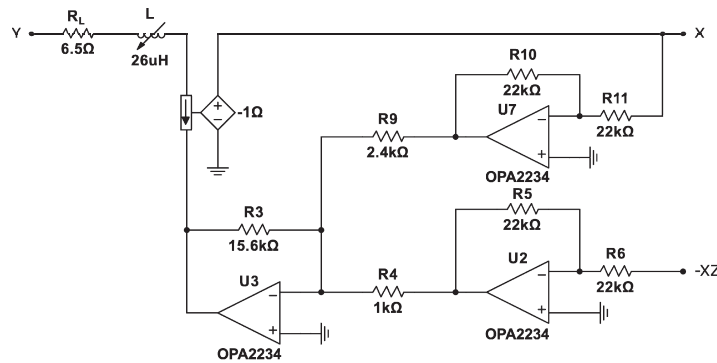 Y
RL
6.5Ω
L
26uH
X
-1Ω
R10
22kΩ
U7
R11
22kΩ
OPA2234
R9
2.4kΩ
R3
15.6kΩ
R5
22kΩ
U2
R6
22kΩ
-XZ
U3
R4
1kΩ
OPA2234
OPA2234